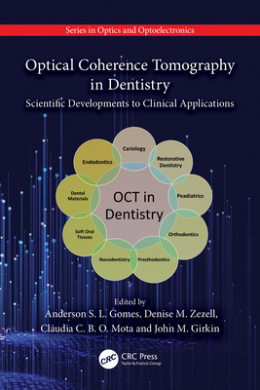 Series in Optics and Optoelectronics
Optical Coherence Tomography
in Dentistry
Scientific Developments to Clinical Applications
Cariology
Restorative
Dentistry
Peadiatrics
Orthodontics
Prosthodontics
Nanodentistry
Soft Oral
Tissues
Dental
Materials
Endodontics
OCT in
Dentistry
Edited by
Anderson S. L. Gomes, Denise M. Zezell,
Cláudia C. B. O. Mota and John M. Girkin
CRC
CRC Press
Taylor & Francis Group